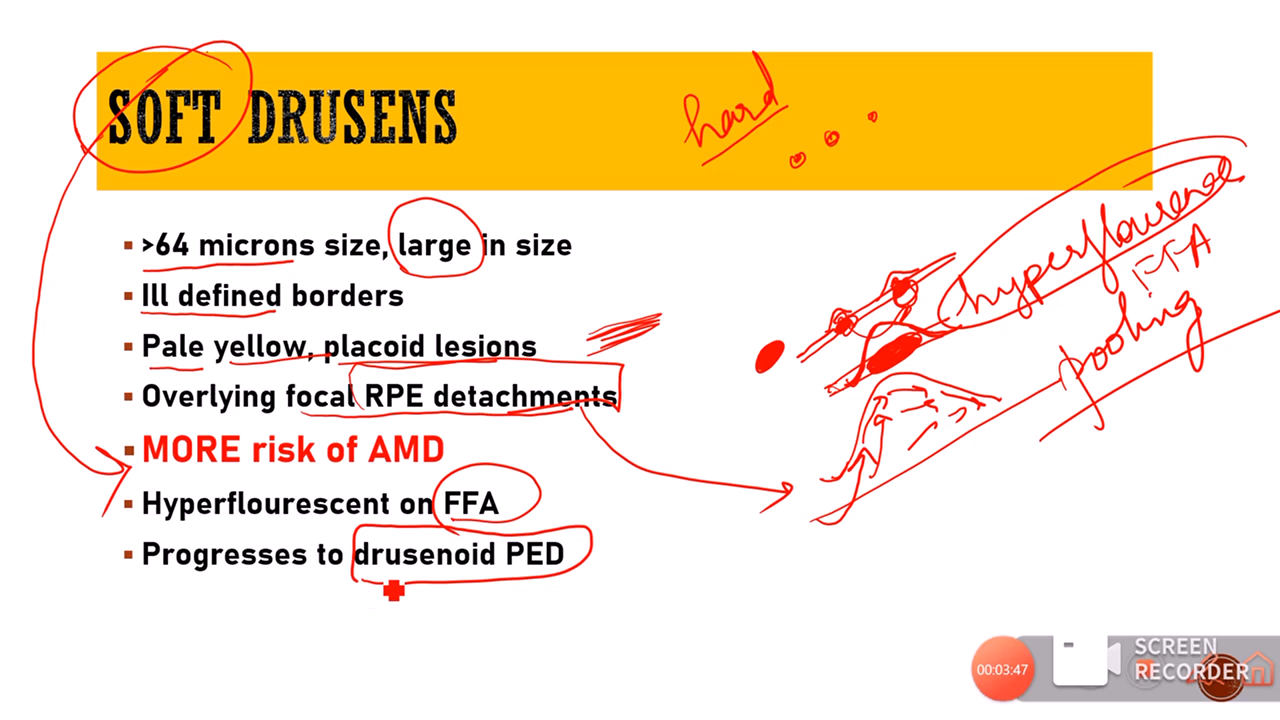 SOFT DRUSENS
hard
>64 microns size, large in size
Ill defined borders
Pale yellow, placoid lesions
Overlying focal RPE detachments
MORE risk of AMD
Hyperflourescent on FFA
Progresses to drusenoid PED
hyperflousence
FFA
pooling
00:03:47
SCREEN
RECORDER